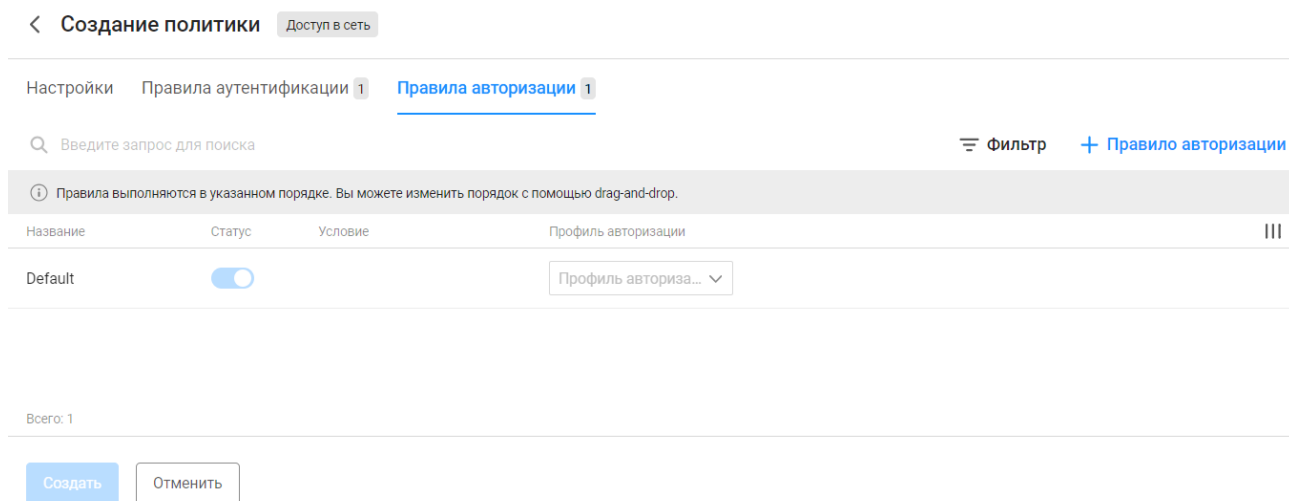 Создание политики Доступ в сеть
Настройки Правила аутентификации 1 Правила авторизации 1
Введите запрос для поиска Фильтр + Правило авторизации
Правила выполняются в указанном порядке. Вы можете изменить порядок с помощью drag-and-drop.
Название Статус Условие Профиль авторизации
Default Профиль авториза...
Всего: 1
Создать Отменить